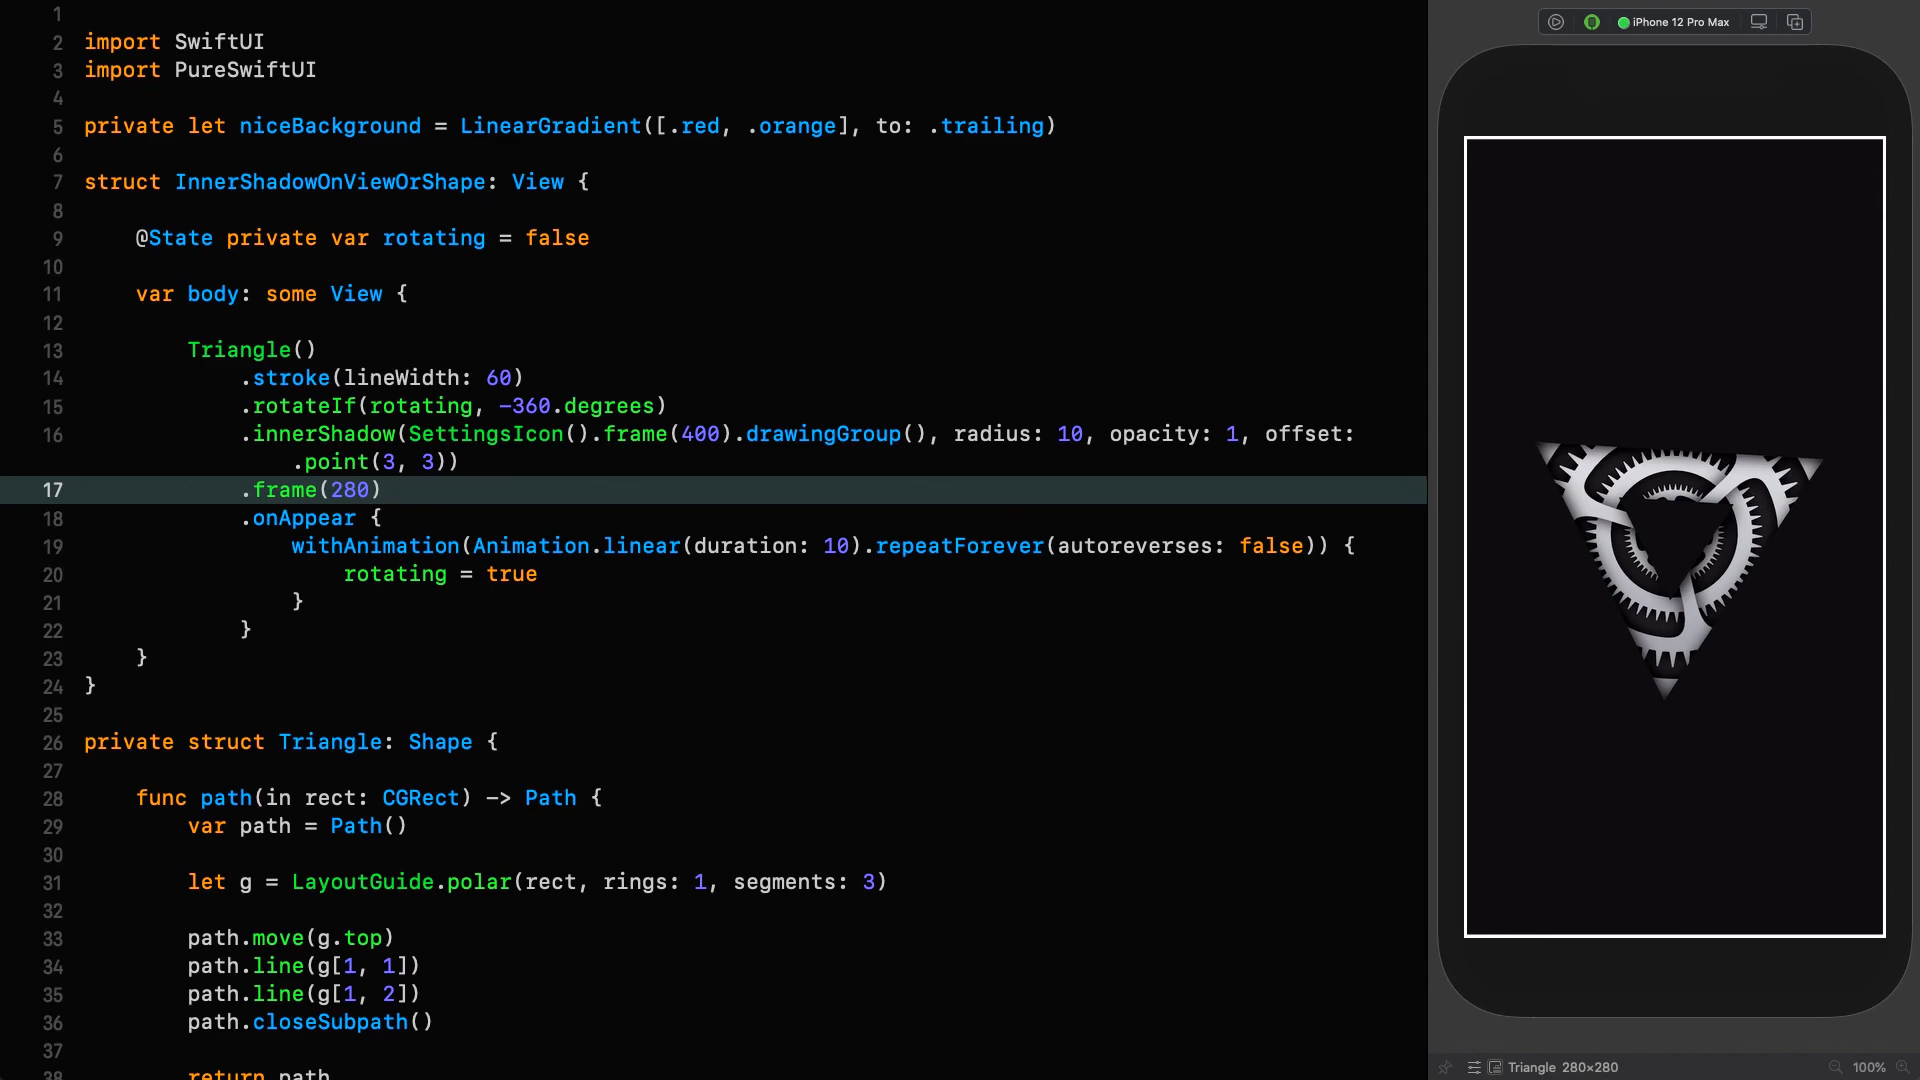 1
2 import SwiftUI
3 import PureSwiftUI
4
5 private let niceBackground = LinearGradient([.red, .orange], to: .trailing)
6
7 struct InnerShadowOnViewOrShape: View {
8
9 @State private var rotating = false
10
11 var body: some View {
12
13 Triangle()
14 .stroke(lineWidth: 60)
15 .rotateIf(rotating, -360.degrees)
16 .innerShadow(SettingsIcon().frame(400).drawingGroup(), radius: 10, opacity: 1, offset:
.point(3, 3))
17 .frame(280)
18 .onAppear {
19 withAnimation(Animation.linear(duration: 10).repeatForever(autoreverses: false)) {
20 rotating = true
21 }
22 }
23 }
24 }
25
26 private struct Triangle: Shape {
27
28 func path(in rect: CGRect) -> Path {
29 var path = Path()
30
31 let g = LayoutGuide.polar(rect, rings: 1, segments: 3)
32
33 path.move(g.top)
34 path.line(g[1, 1])
35 path.line(g[1, 2])
36 path.closeSubpath()
37
38 return path
iPhone 12 Pro Max
Triangle 280×280
100%